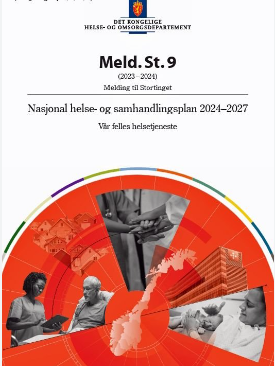 DET KONGELIGE
HELSE- OG OMSORGSDEPARTEMENT
Meld. St. 9
(2023–2024)
Melding til Stortinget
Nasjonal helse- og samhandlingsplan 2024–2027
Vår felles helsetjeneste